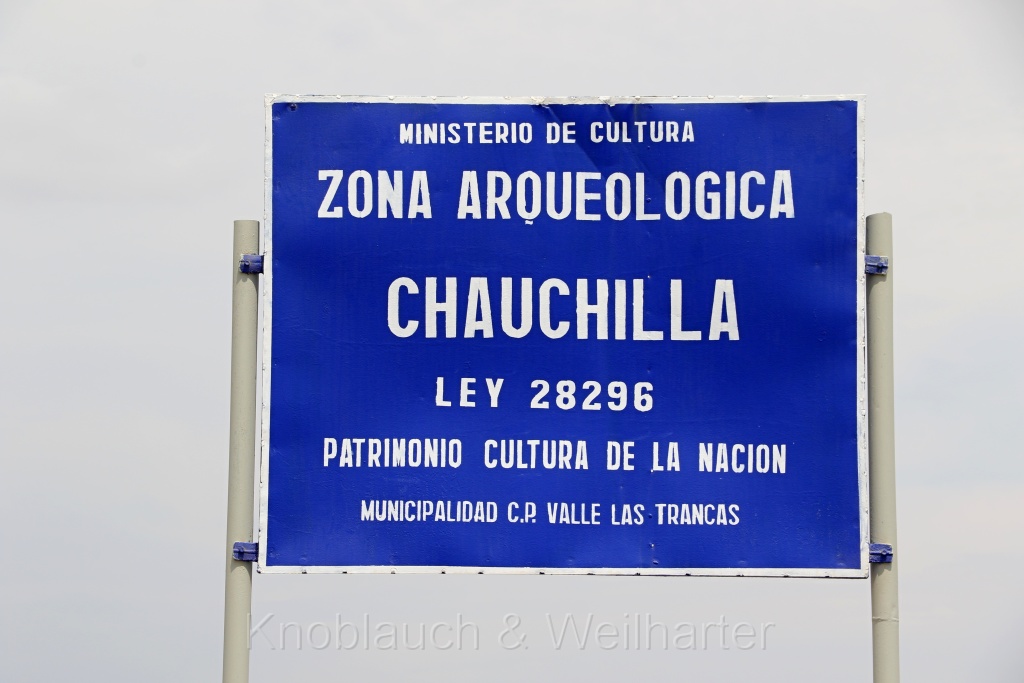 MINISTERIO DE CULTURA
ZONA ARQUEOLOGICA
CHAUCHILLA
LEY 28296
PATRIMONIO CULTURA DE LA NACION
MUNICIPALIDAD C.P. VALLE LAS TRANCAS
Knoblauch & Weilharter